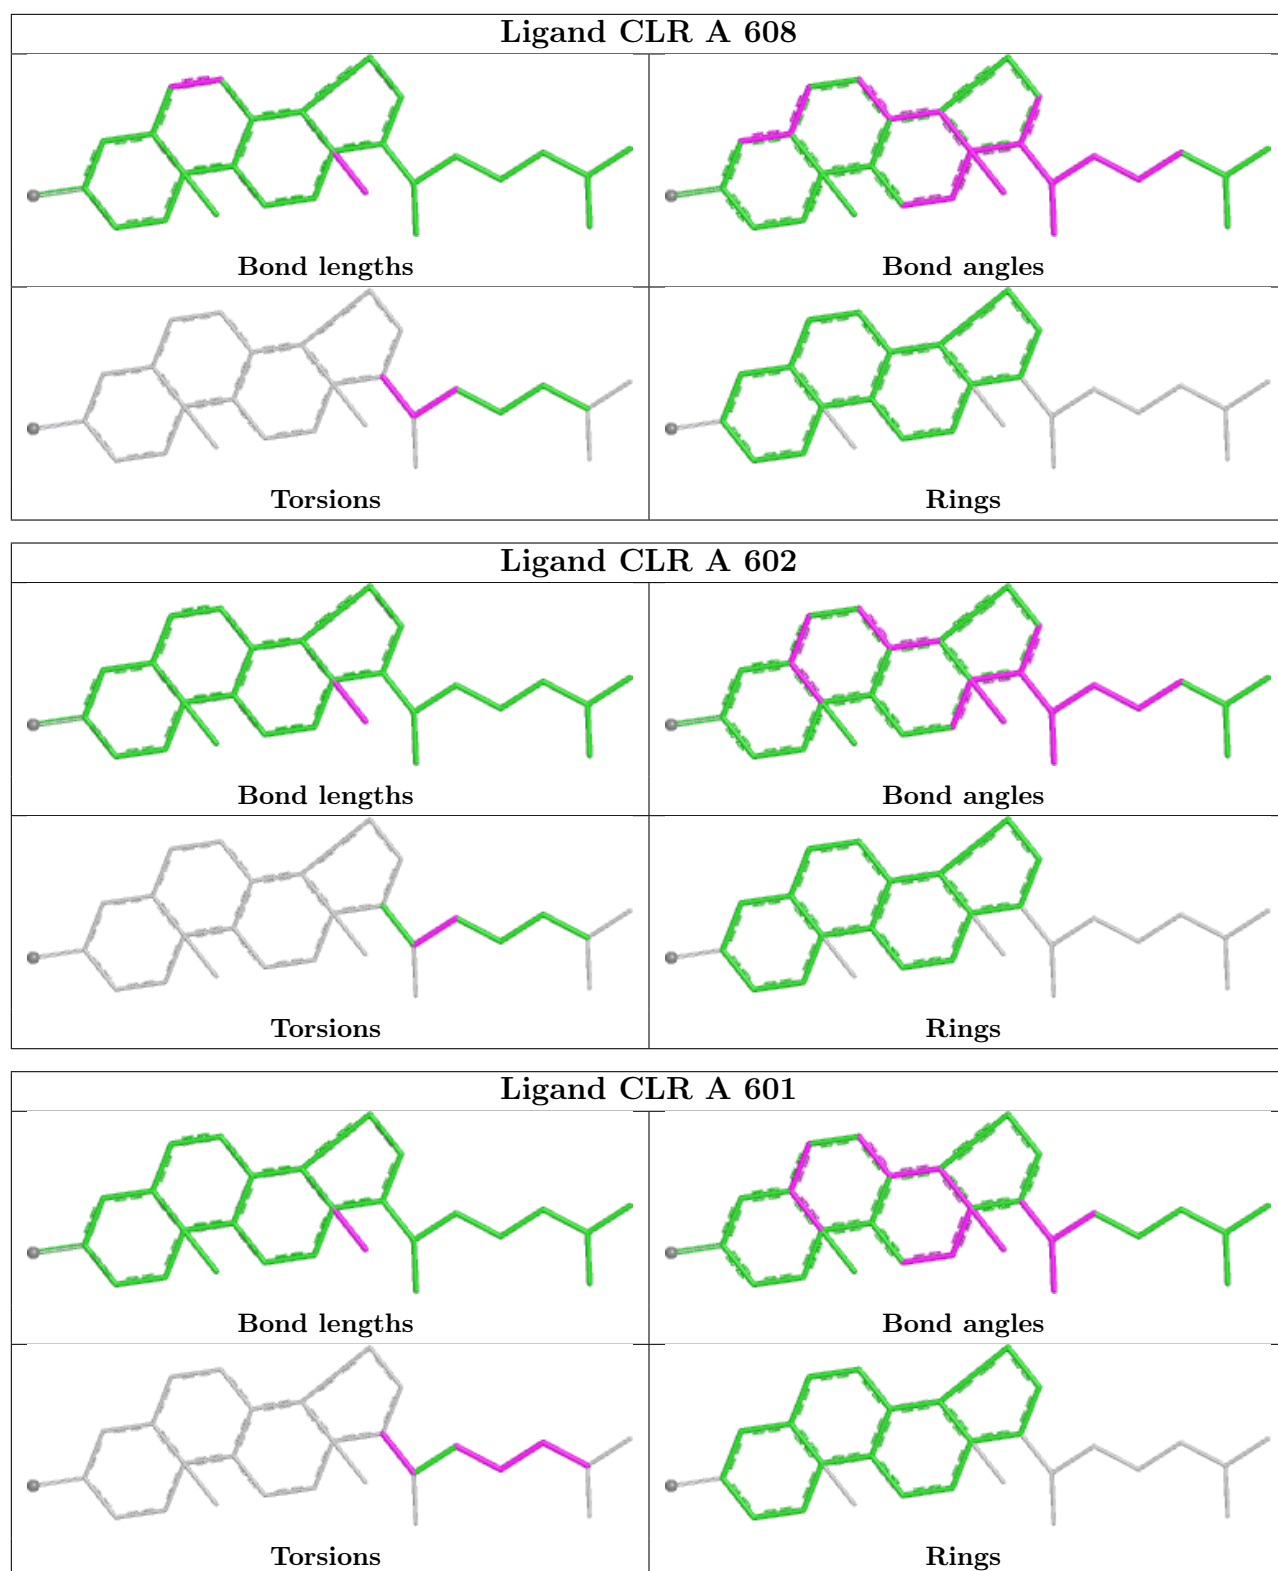 Ligand CLR A 608
Bond lengths
Bond angles
Torsions
Rings
Ligand CLR A 602
Bond lengths
Bond angles
Torsions
Rings
Ligand CLR A 601
Bond lengths
Bond angles
Torsions
Rings